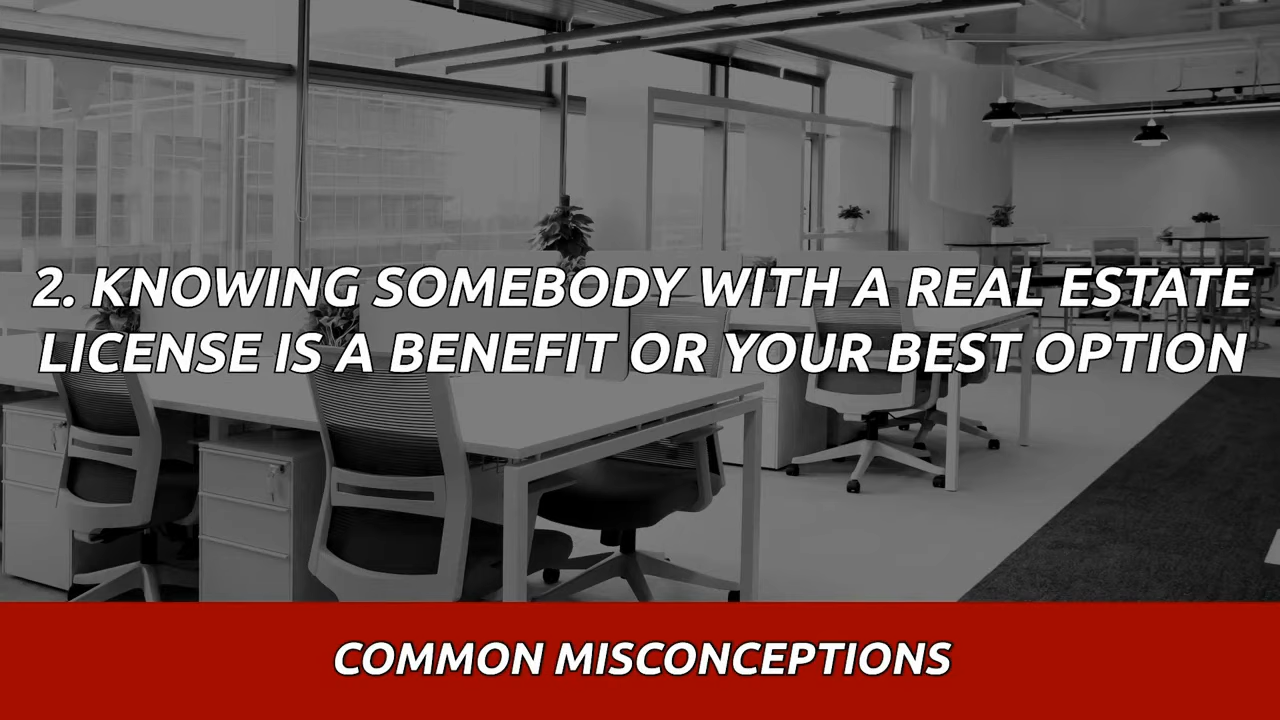 2. KNOWING SOMEBODY WITH A REAL ESTATE
LICENSE IS A BENEFIT OR YOUR BEST OPTION
COMMON MISCONCEPTIONS